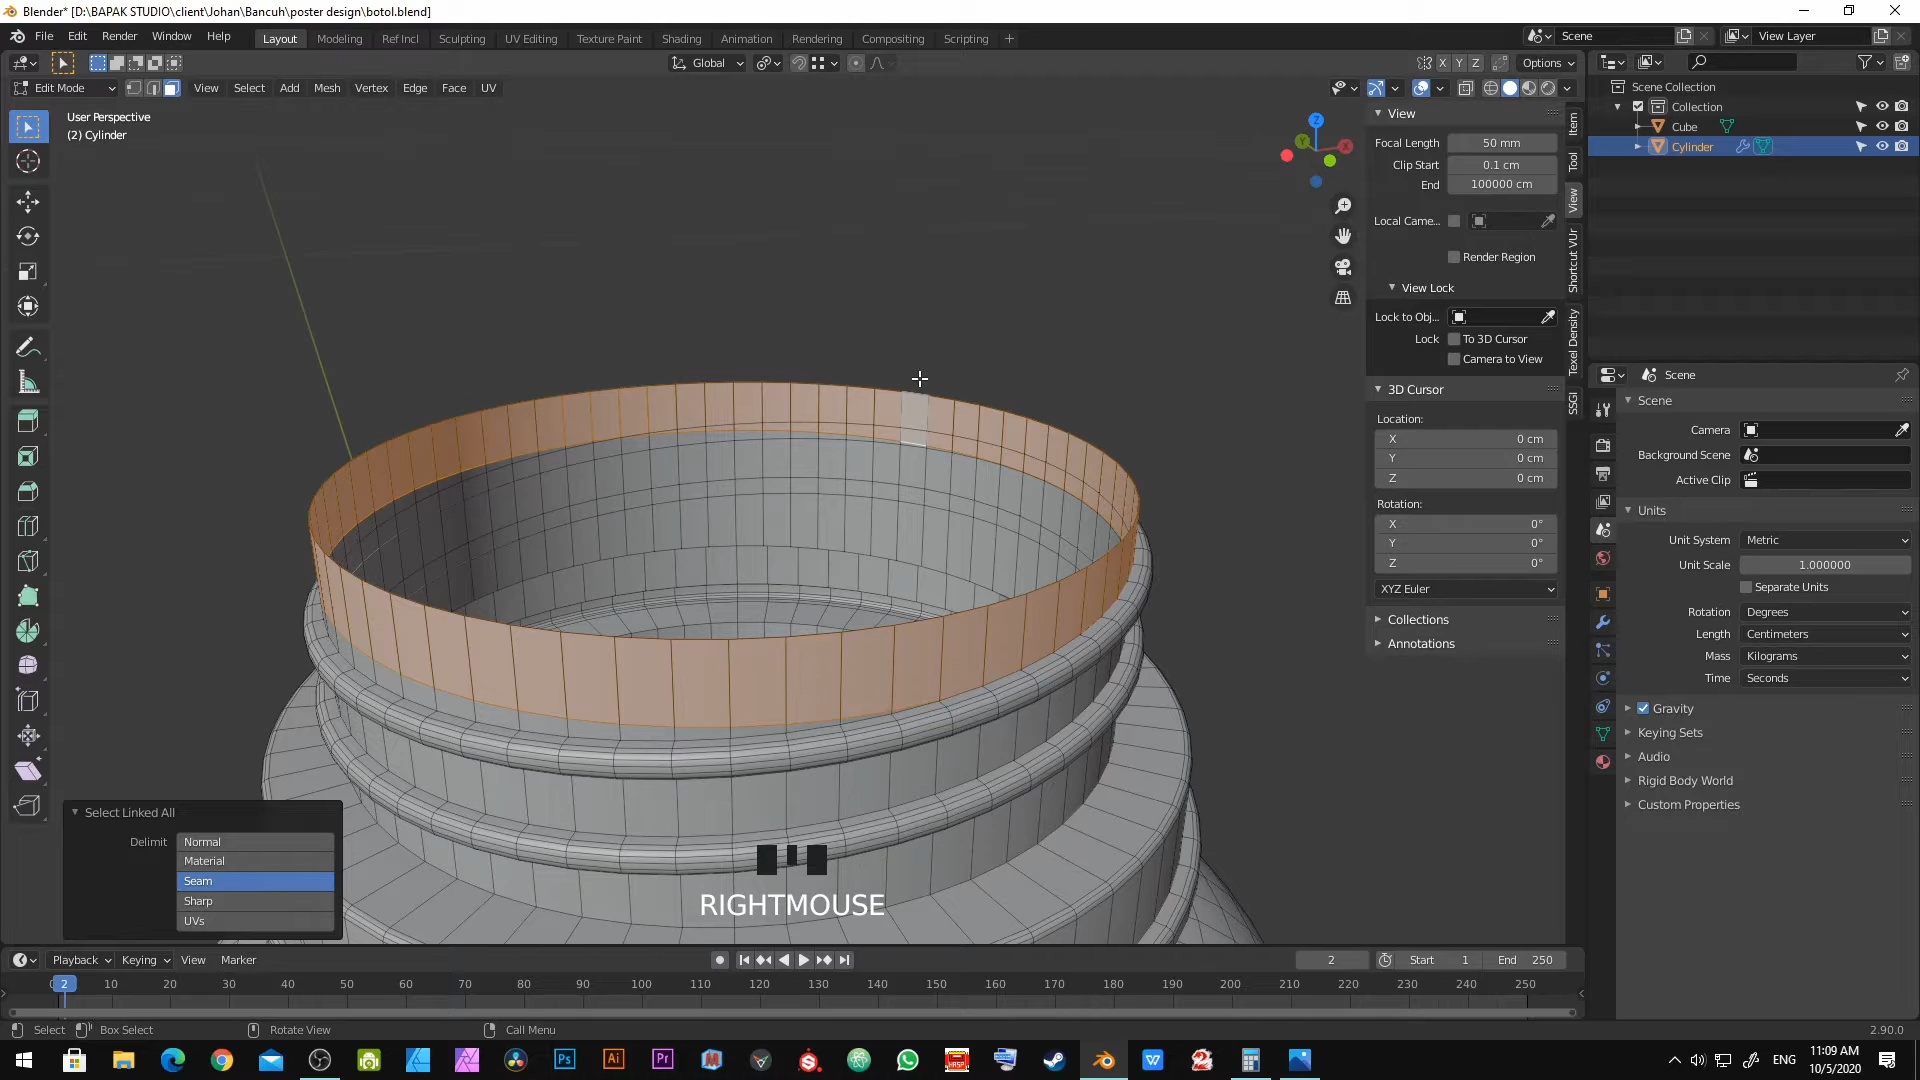 Blender* [D:\BAPAK STUDIO\client\Johan\Bancuh\poster design\botol.blend]
File Edit Render Window Help
Layout Modeling Ref Incl Sculpting UV Editing Texture Paint Shading Animation Rendering Compositing Scripting
Scene
View Layer
Global
X Y Z
Options
Edit Mode
View Select Add Mesh Vertex Edge Face UV
User Perspective
(2) Cylinder
X
Y
Z
View
Focal Length 50 mm
Clip Start 0.1 cm
End 100000 cm
Local Came...
Render Region
View Lock
Lock to Obj...
Lock To 3D Cursor
Camera to View
3D Cursor
Location:
X 0 cm
Y 0 cm
Z 0 cm
Rotation:
X 0°
Y 0°
Z 0°
XYZ Euler
Collections
Annotations
Item
Tool
View
Shortcut VUr
Texel Density
SSGI
Scene Collection
Collection
Cube
Cylinder
Scene
Scene
Camera
Background Scene
Active Clip
Units
Unit System Metric
Unit Scale 1.000000
Separate Units
Rotation Degrees
Length Centimeters
Mass Kilograms
Time Seconds
Gravity
Keying Sets
Audio
Rigid Body World
Custom Properties
Select Linked All
Delimit Normal
Material
Seam
Sharp
UVs
RIGHTMOUSE
Playback Keying View Marker
2 Start 1 End 250
0 2 10 20 30 40 50 60 70 80 90 100 110 120 130 140 150 160 170 180 190 200 210 220 230 240 250
Select Box Select Rotate View Call Menu 2.90.0
Ps Ai Pr
ENG
11:09 AM
10/5/2020